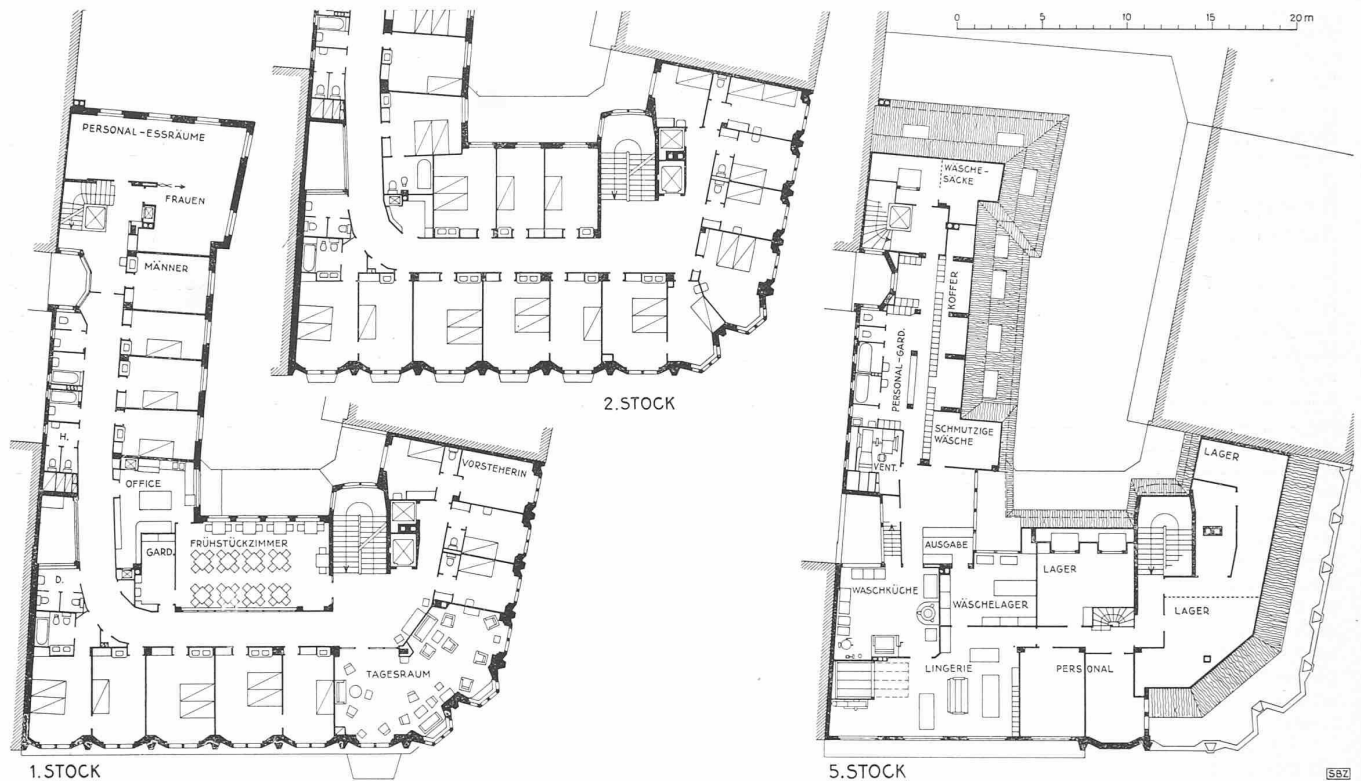 0 5 10 15 20 m
PERSONAL-ESSRÄUME
FRAUEN
MÄNNER
H.
OFFICE
GARD.
FRÜHSTÜCKZIMMER
VORSTEHERIN
D.
TAGESRAUM
1. STOCK
2. STOCK
WÄSCHE-
SÄCKE
KOFFER
PERSONAL-GARD.
SCHMUTZIGE
WÄSCHE
VENT.
LAGER
AUSGABE
LAGER
WASCHKÜCHE
WÄSCHELAGER
LAGER
LINGERIE
PERSONAL
5. STOCK
SBZ